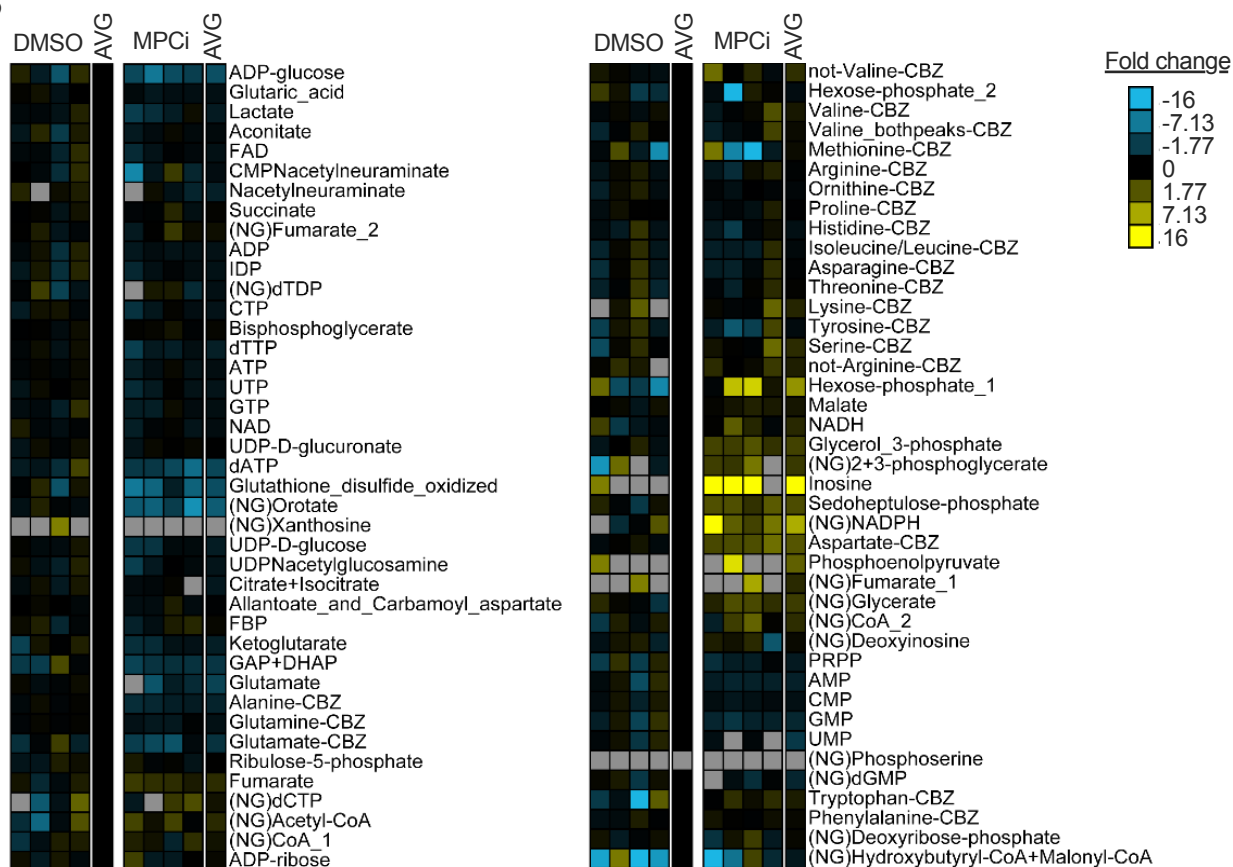 DMSO AVG MPCi AVG
ADP-glucose
Glutaric_acid
Lactate
Aconitate
FAD
CMPNacetylneuraminate
Nacetylneuraminate
Succinate
(NG)Fumarate_2
ADP
IDP
(NG)dTDP
CTP
Bisphosphoglycerate
dTTP
ATP
UTP
GTP
NAD
UDP-D-glucuronate
dATP
Glutathione_disulfide_oxidized
(NG)Orotate
(NG)Xanthosine
UDP-D-glucose
UDPNacetylglucosamine
Citrate+Isocitrate
Allantoate_and_Carbamoyl_aspartate
FBP
Ketoglutarate
GAP+DHAP
Glutamate
Alanine-CBZ
Glutamine-CBZ
Glutamate-CBZ
Ribulose-5-phosphate
Fumarate
(NG)dCTP
(NG)Acetyl-CoA
(NG)CoA_1
ADP-ribose
DMSO AVG MPCi AVG
not-Valine-CBZ
Hexose-phosphate_2
Valine-CBZ
Valine_bothpeaks-CBZ
Methionine-CBZ
Arginine-CBZ
Ornithine-CBZ
Proline-CBZ
Histidine-CBZ
Isoleucine/Leucine-CBZ
Asparagine-CBZ
Threonine-CBZ
Lysine-CBZ
Tyrosine-CBZ
Serine-CBZ
not-Arginine-CBZ
Hexose-phosphate_1
Malate
NADH
Glycerol_3-phosphate
(NG)2+3-phosphoglycerate
Inosine
Sedoheptulose-phosphate
(NG)NADPH
Aspartate-CBZ
Phosphoenolpyruvate
(NG)Fumarate_1
(NG)Glycerate
(NG)CoA_2
(NG)Deoxyinosine
PRPP
AMP
CMP
GMP
UMP
(NG)Phosphoserine
(NG)dGMP
Tryptophan-CBZ
Phenylalanine-CBZ
(NG)Deoxyribose-phosphate
(NG)Hydroxybutyryl-CoA+Malonyl-CoA
Fold change
-16
-7.13
-1.77
0
1.77
7.13
16